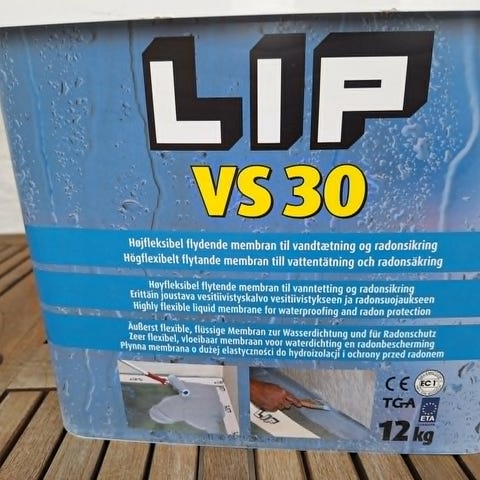 LIP
VS 30
Højfleksibel flydende membran til vandtætning og radonsikring
Högflexibelt flytande membran till vattentätning och radonsäkring
Høyfleksibel flytende membran til vanntetting og radonsikring
Erittäin joustava vesitiivistyskalvo vesitiivistykseen ja radonsuojaukseen
Highly flexible liquid membrane for waterproofing and radon protection
Äußerst flexible, flüssige Membran zur Wasserdichtung und für Radonschutz
Zeer flexibel, vloeibaar membraan voor waterdichting en radonbescherming
Płynna membrana o dużej elastyczności do hydroizolacji i ochrony przed radonem
LIP
CE EC1
TGA ETA
12 kg